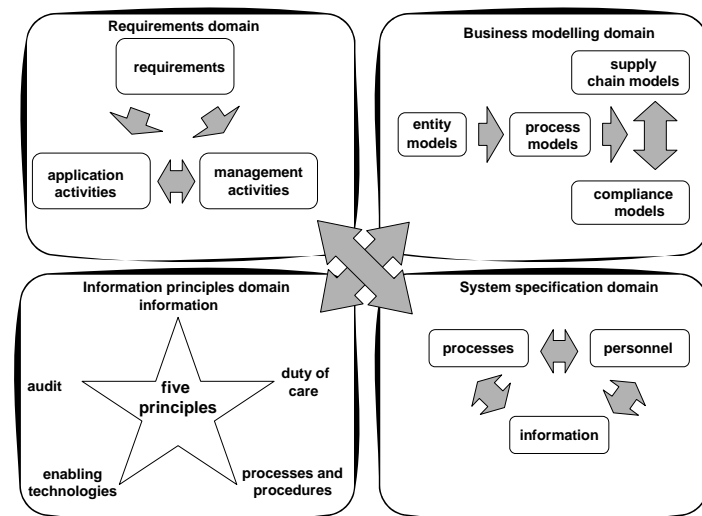 Requirements domain
requirements
application
activities
management
activities
Business modelling domain
supply
chain models
entity
models
process
models
compliance
models
Information principles domain
information
audit
duty of
care
five
principles
enabling
technologies
processes and
procedures
System specification domain
processes
personnel
information